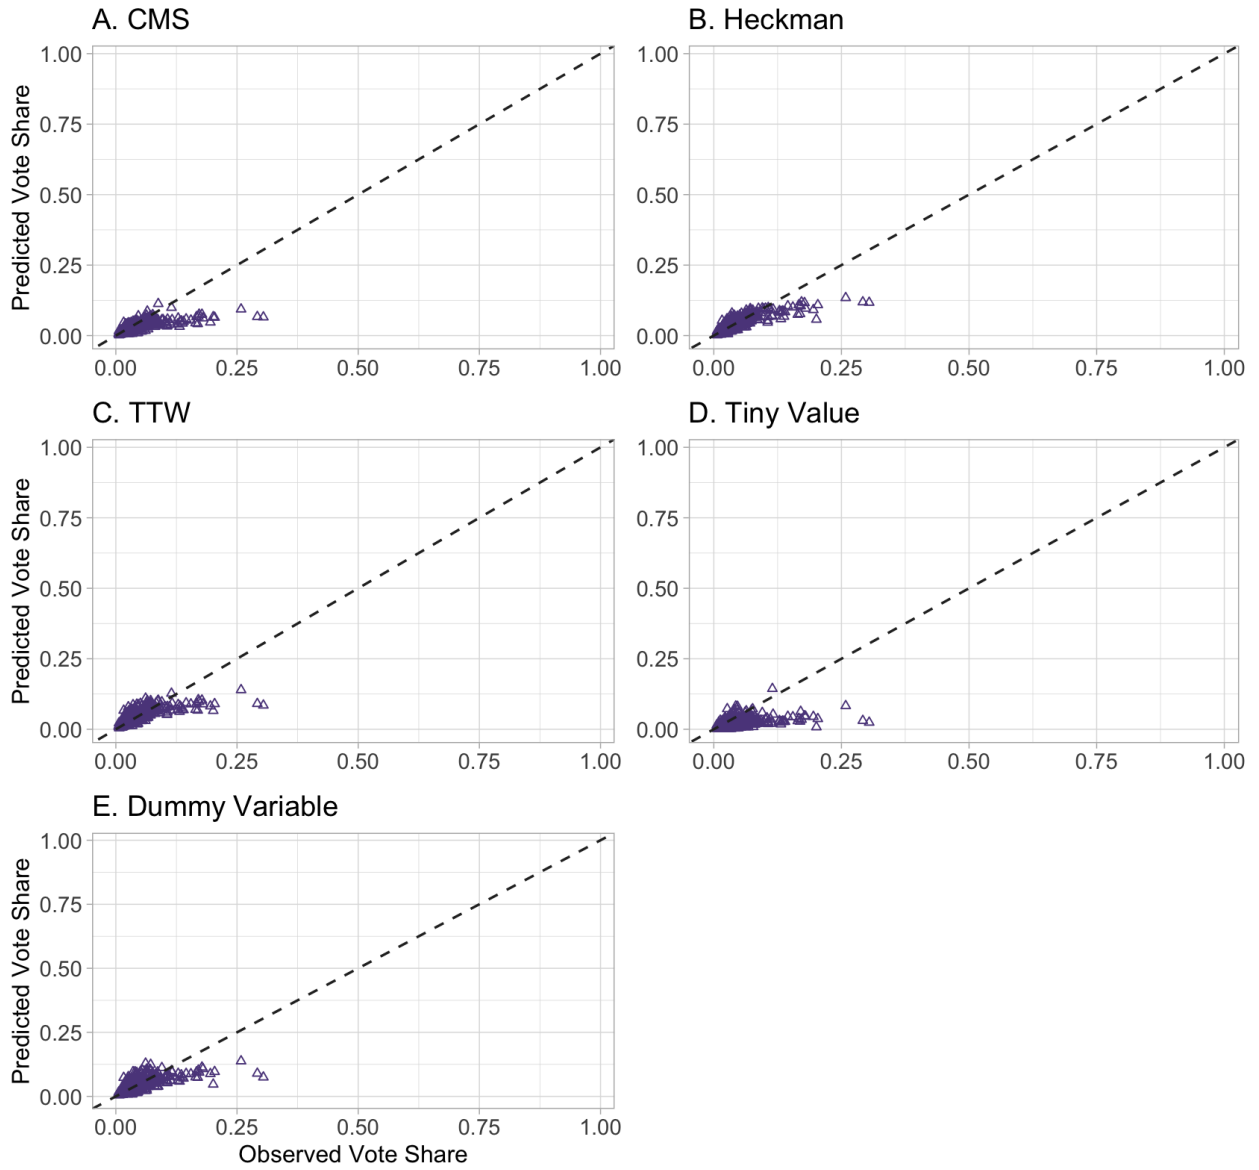 A. CMS
Predicted Vote Share
1.00
0.75
0.50
0.25
0.00
0.00 0.25 0.50 0.75 1.00
B. Heckman
1.00
0.75
0.50
0.25
0.00
0.00 0.25 0.50 0.75 1.00
C. TTW
Predicted Vote Share
1.00
0.75
0.50
0.25
0.00
0.00 0.25 0.50 0.75 1.00
D. Tiny Value
1.00
0.75
0.50
0.25
0.00
0.00 0.25 0.50 0.75 1.00
E. Dummy Variable
Predicted Vote Share
1.00
0.75
0.50
0.25
0.00
0.00 0.25 0.50 0.75 1.00
Observed Vote Share